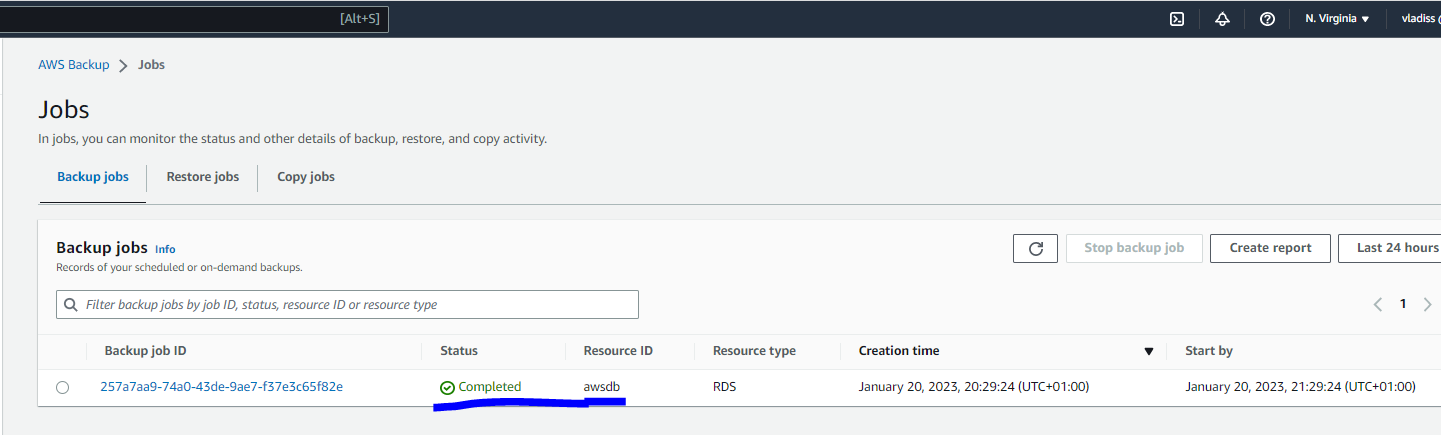 [Alt+S] N. Virginia ▼ vladiss @
AWS Backup > Jobs
Jobs
In jobs, you can monitor the status and other details of backup, restore, and copy activity.
Backup jobs Restore jobs Copy jobs
Backup jobs Info Stop backup job Create report Last 24 hours
Records of your scheduled or on-demand backups.
Filter backup jobs by job ID, status, resource ID or resource type < 1 >
Backup job ID Status Resource ID Resource type Creation time ▼ Start by
257a7aa9-74a0-43de-9ae7-f37e3c65f82e Completed awsdb RDS January 20, 2023, 20:29:24 (UTC+01:00) January 20, 2023, 21:29:24 (UTC+01:00)